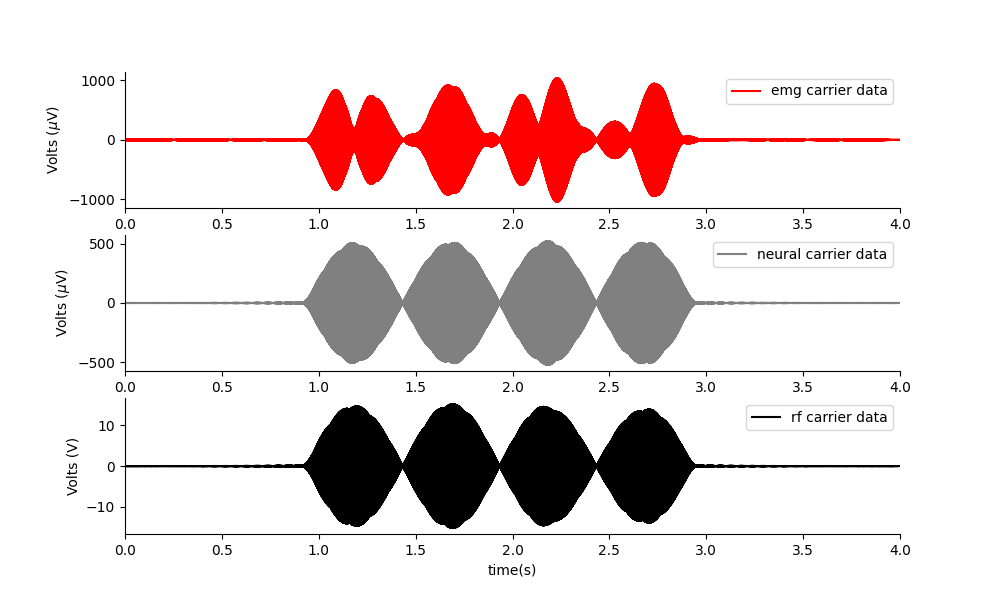 emg carrier data
Volts (μV)
1000
0
−1000
0.0 0.5 1.0 1.5 2.0 2.5 3.0 3.5 4.0
neural carrier data
Volts (μV)
500
0
−500
0.0 0.5 1.0 1.5 2.0 2.5 3.0 3.5 4.0
rf carrier data
Volts (V)
10
0
−10
0.0 0.5 1.0 1.5 2.0 2.5 3.0 3.5 4.0
time(s)